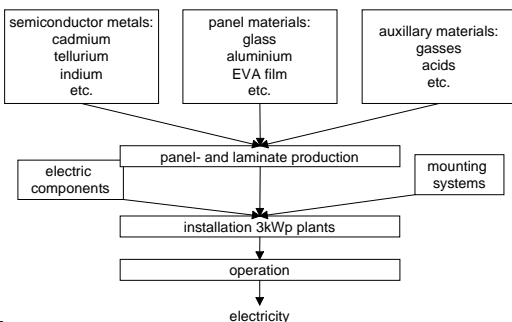 semiconductor metals:
cadmium
tellurium
indium
etc.
panel materials:
glass
aluminium
EVA film
etc.
auxillary materials:
gasses
acids
etc.
panel- and laminate production
electric
components
mounting
systems
installation 3kWp plants
operation
electricity